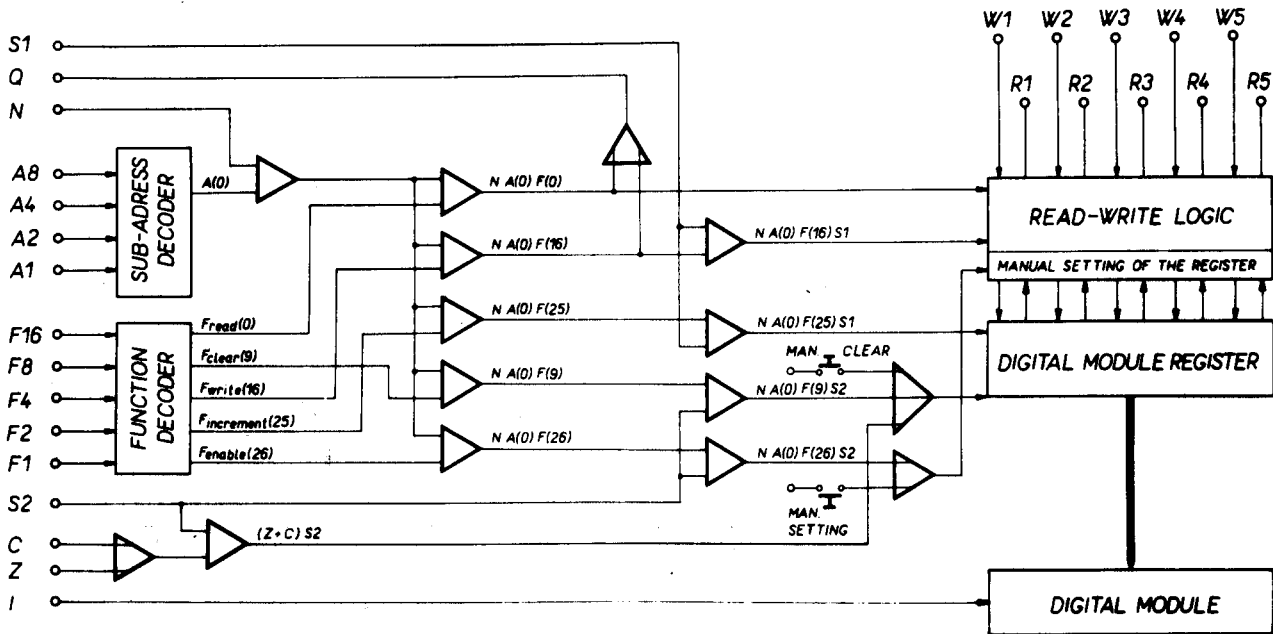 S1
Q
N
A8
A4
A2
A1
SUB-ADRESS
DECODER
A(0)
F16
F8
F4
F2
F1
FUNCTION
DECODER
Fread(0)
Fclear(9)
Fwrite(16)
Fincrement(25)
Fenable(26)
S2
C
Z
I
(Z+C) S2
N A(0) F(0)
N A(0) F(16)
N A(0) F(25)
N A(0) F(9)
N A(0) F(26)
N A(0) F(16) S1
N A(0) F(25) S1
MAN. CLEAR
N A(0) F(9) S2
N A(0) F(26) S2
MAN.
SETTING
W1 W2 W3 W4 W5
R1 R2 R3 R4 R5
READ-WRITE LOGIC
MANUAL SETTING OF THE REGISTER
DIGITAL MODULE REGISTER
DIGITAL MODULE